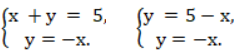 x + y = 5,
y = −x.
y = 5 − x,
y = −x.